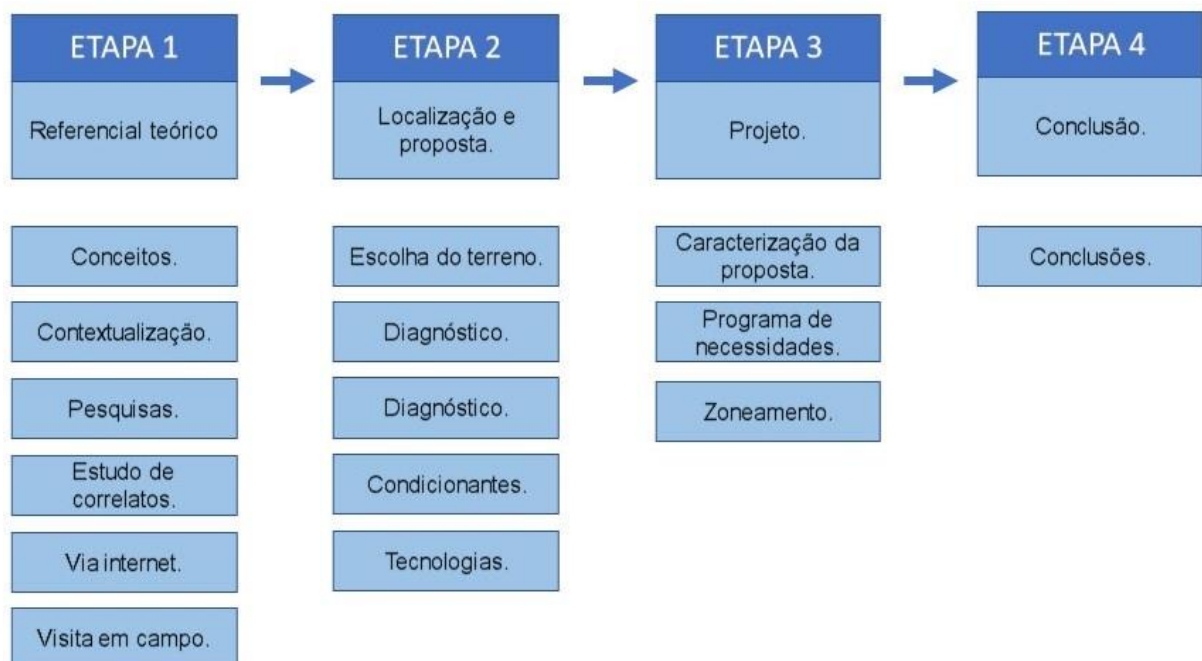 ETAPA 1
Referencial teórico
Conceitos.
Contextualização.
Pesquisas.
Estudo de
correlatos.
Via internet.
Visita em campo.
ETAPA 2
Localização e
proposta.
Escolha do terreno.
Diagnóstico.
Diagnóstico.
Condicionantes.
Tecnologias.
ETAPA 3
Projeto.
Caracterização da
proposta.
Programa de
necessidades.
Zoneamento.
ETAPA 4
Conclusão.
Conclusões.